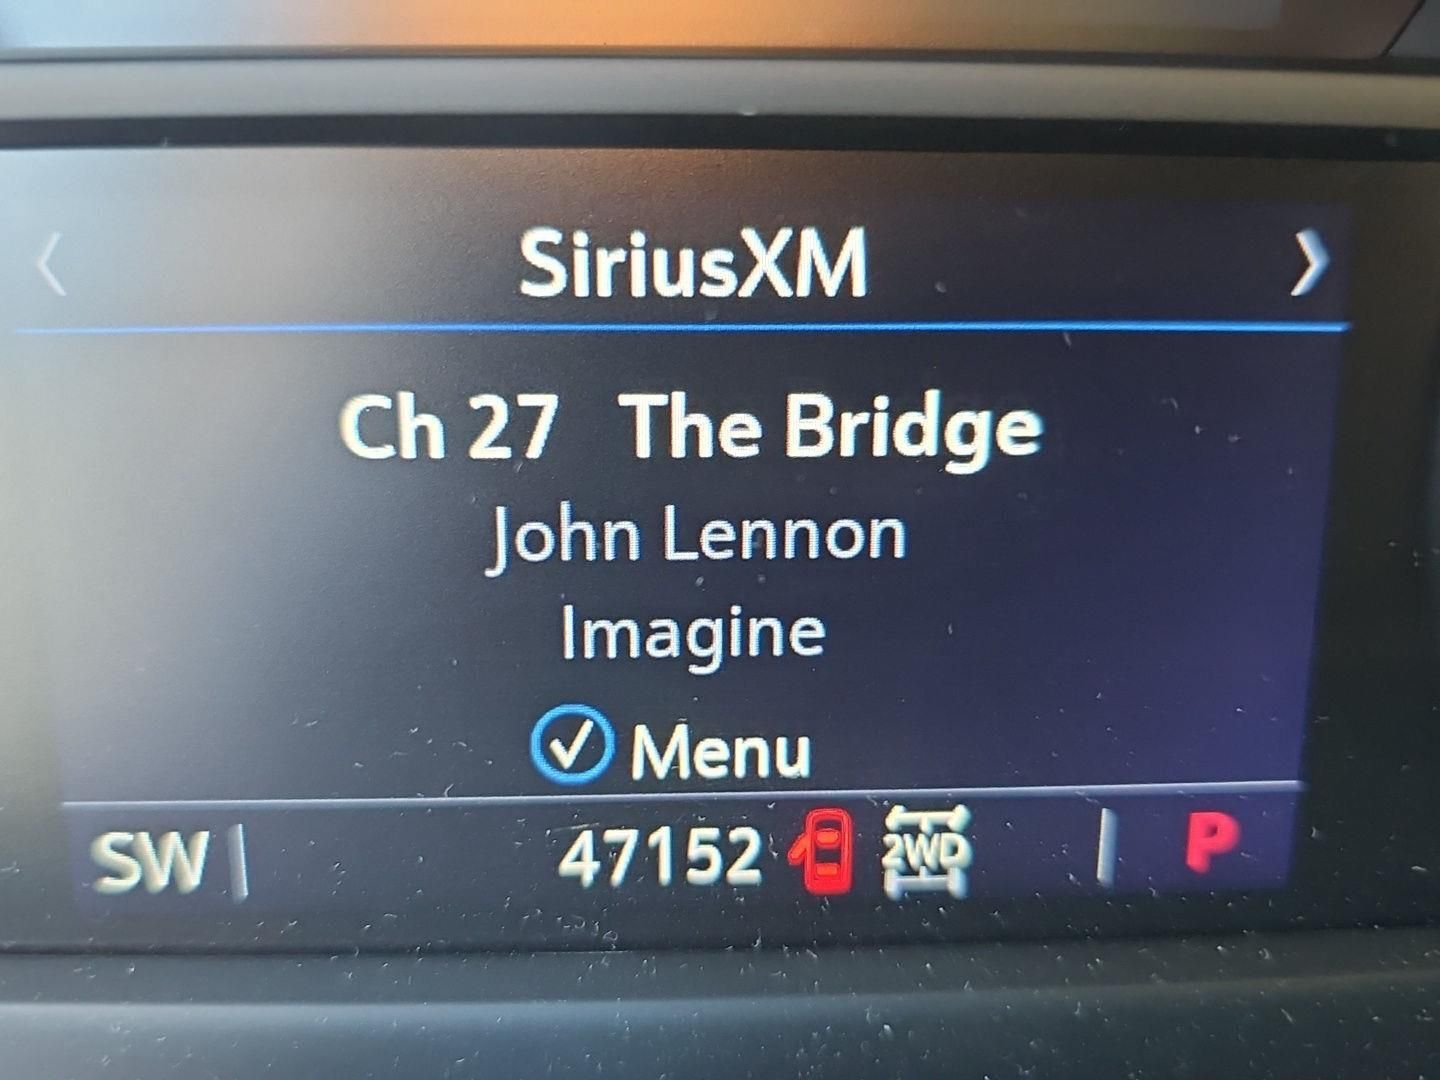 SiriusXM
Ch 27 The Bridge
John Lennon
Imagine
Menu
SW 47152 2WD P